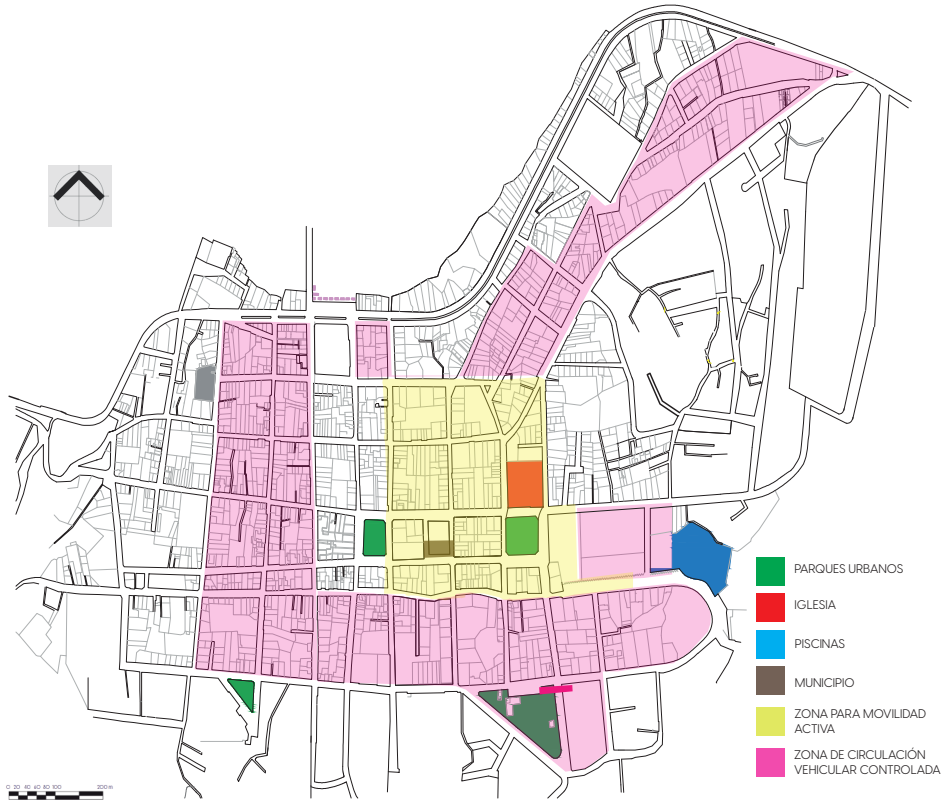 PARQUES URBANOS
IGLESIA
PISCINAS
MUNICIPIO
ZONA PARA MOVILIDAD
ACTIVA
ZONA DE CIRCULACIÓN
VEHICULAR CONTROLADA
0 20 40 60 80 100 200 m